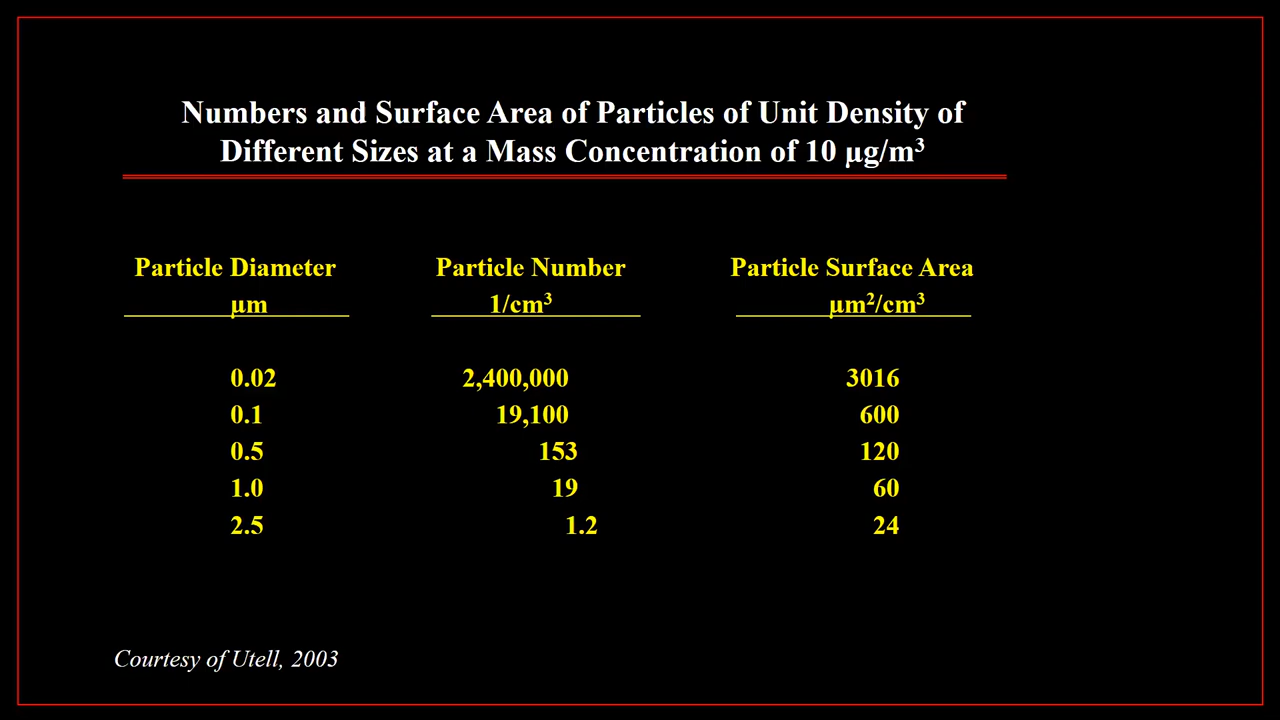 Numbers and Surface Area of Particles of Unit Density of
Different Sizes at a Mass Concentration of 10 µg/m³
Particle Diameter Particle Number Particle Surface Area
µm 1/cm³ µm²/cm³
0.02 2,400,000 3016
0.1 19,100 600
0.5 153 120
1.0 19 60
2.5 1.2 24
Courtesy of Utell, 2003